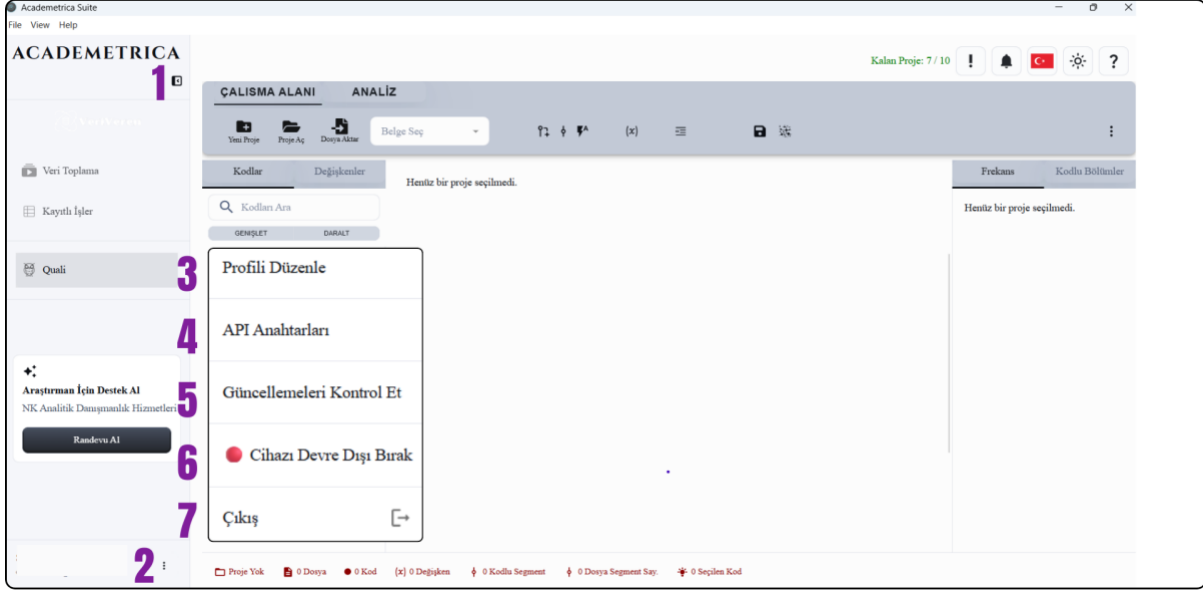 Academetrica Suite
File View Help
ACADEMETRICA
1
Kalan Proje: 7 / 10
ÇALISMA ALANI ANALİZ
Yeni Proje Proje Aç Dosya Aktar Belge Seç (x)
Veri Toplama
Kayıtlı İşler
Quali
Kodlar Değişkenler
Kodları Ara
GENİŞLET DARALT
Henüz bir proje seçilmedi.
Frekans Kodlu Bölümler
Henüz bir proje seçilmedi.
3 Profili Düzenle
4 API Anahtarları
5 Güncellemeleri Kontrol Et
6 Cihazı Devre Dışı Bırak
7 Çıkış
Araştırman İçin Destek Al
NK Analitik Danışmanlık Hizmetleri
Randevu Al
2
Proje Yok 0 Dosya 0 Kod (x) 0 Değişken 0 Kodlu Segment 0 Dosya Segment Say. 0 Seçilen Kod